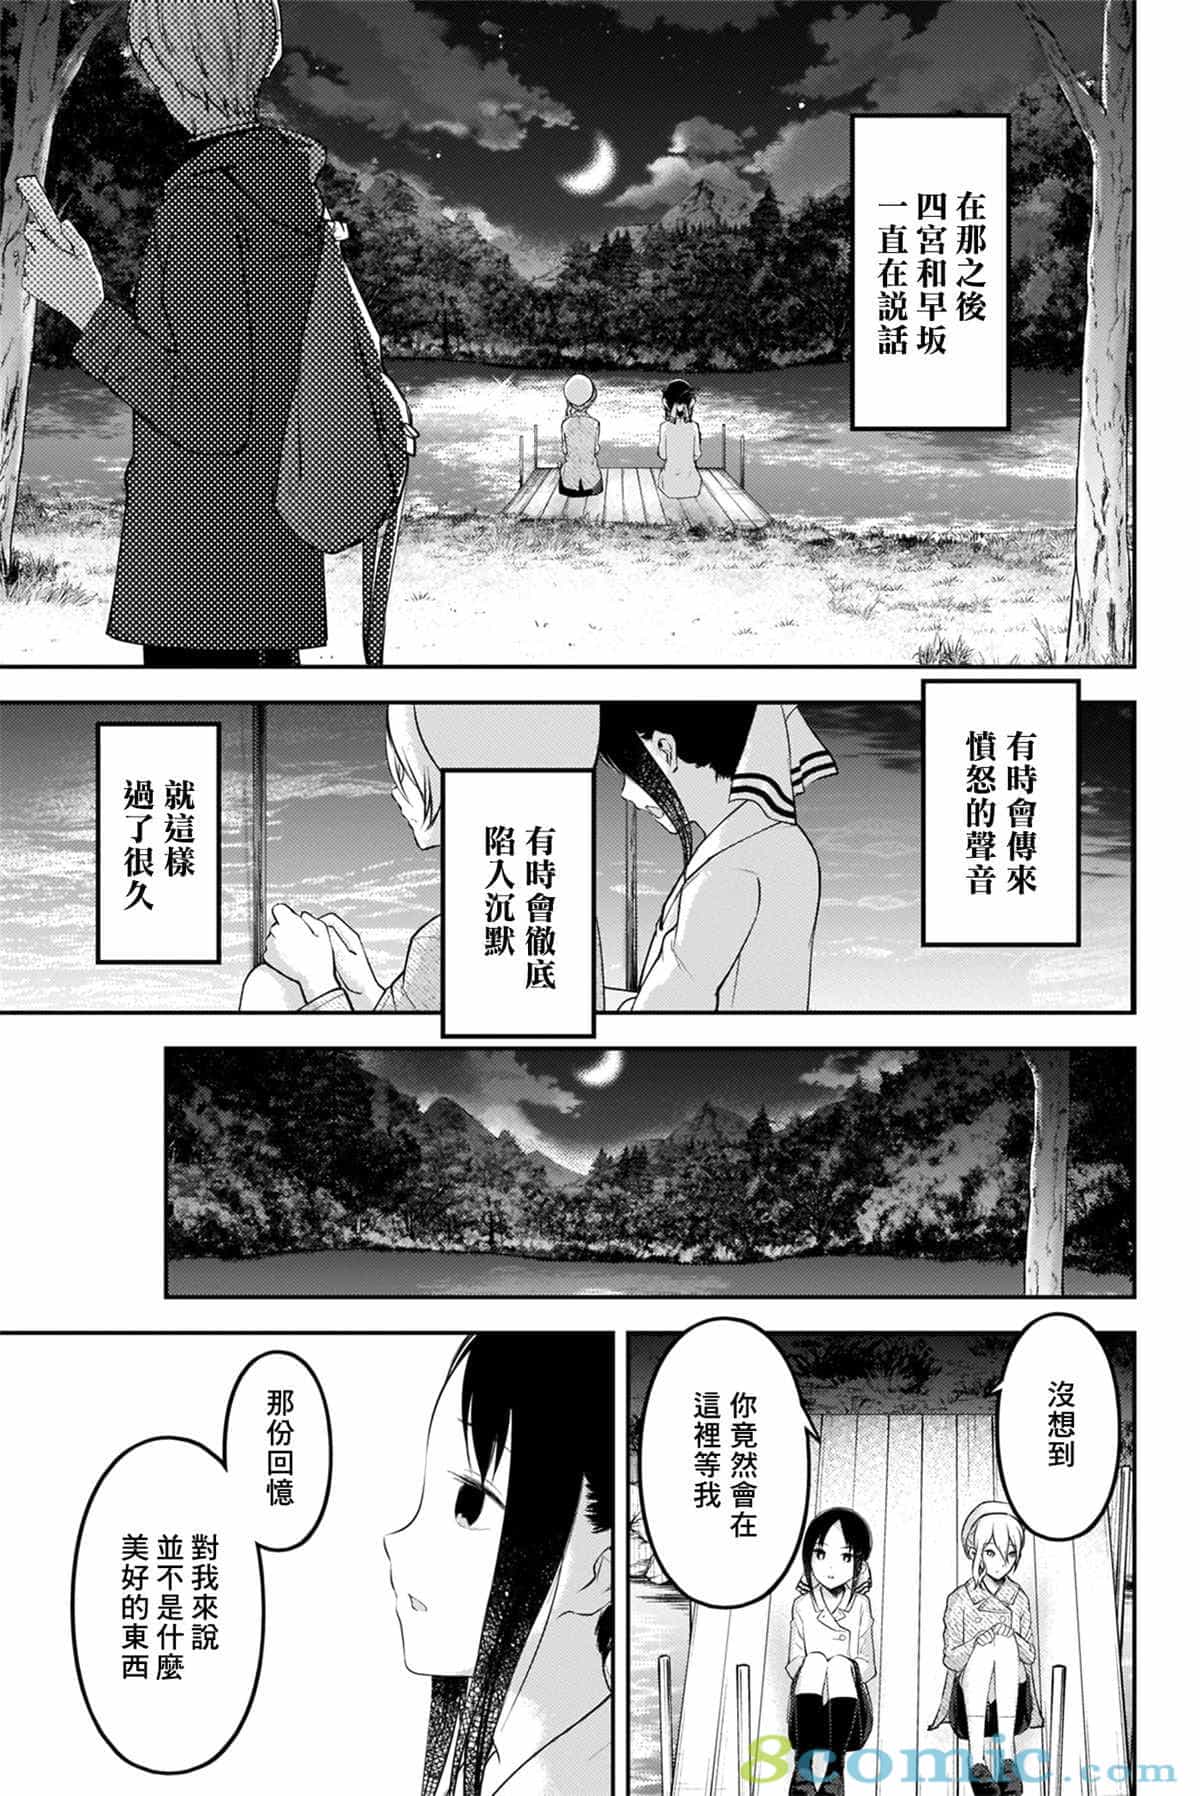 在那之後
四宮和早坂
一直在説話
有時會傳來
憤怒的聲音
有時會徹底
陷入沉默
就這樣
過了很久
沒想到
你竟然會在
這裡等我
那份回憶
對我來說
並不是什麼
美好的東西
8comic.com